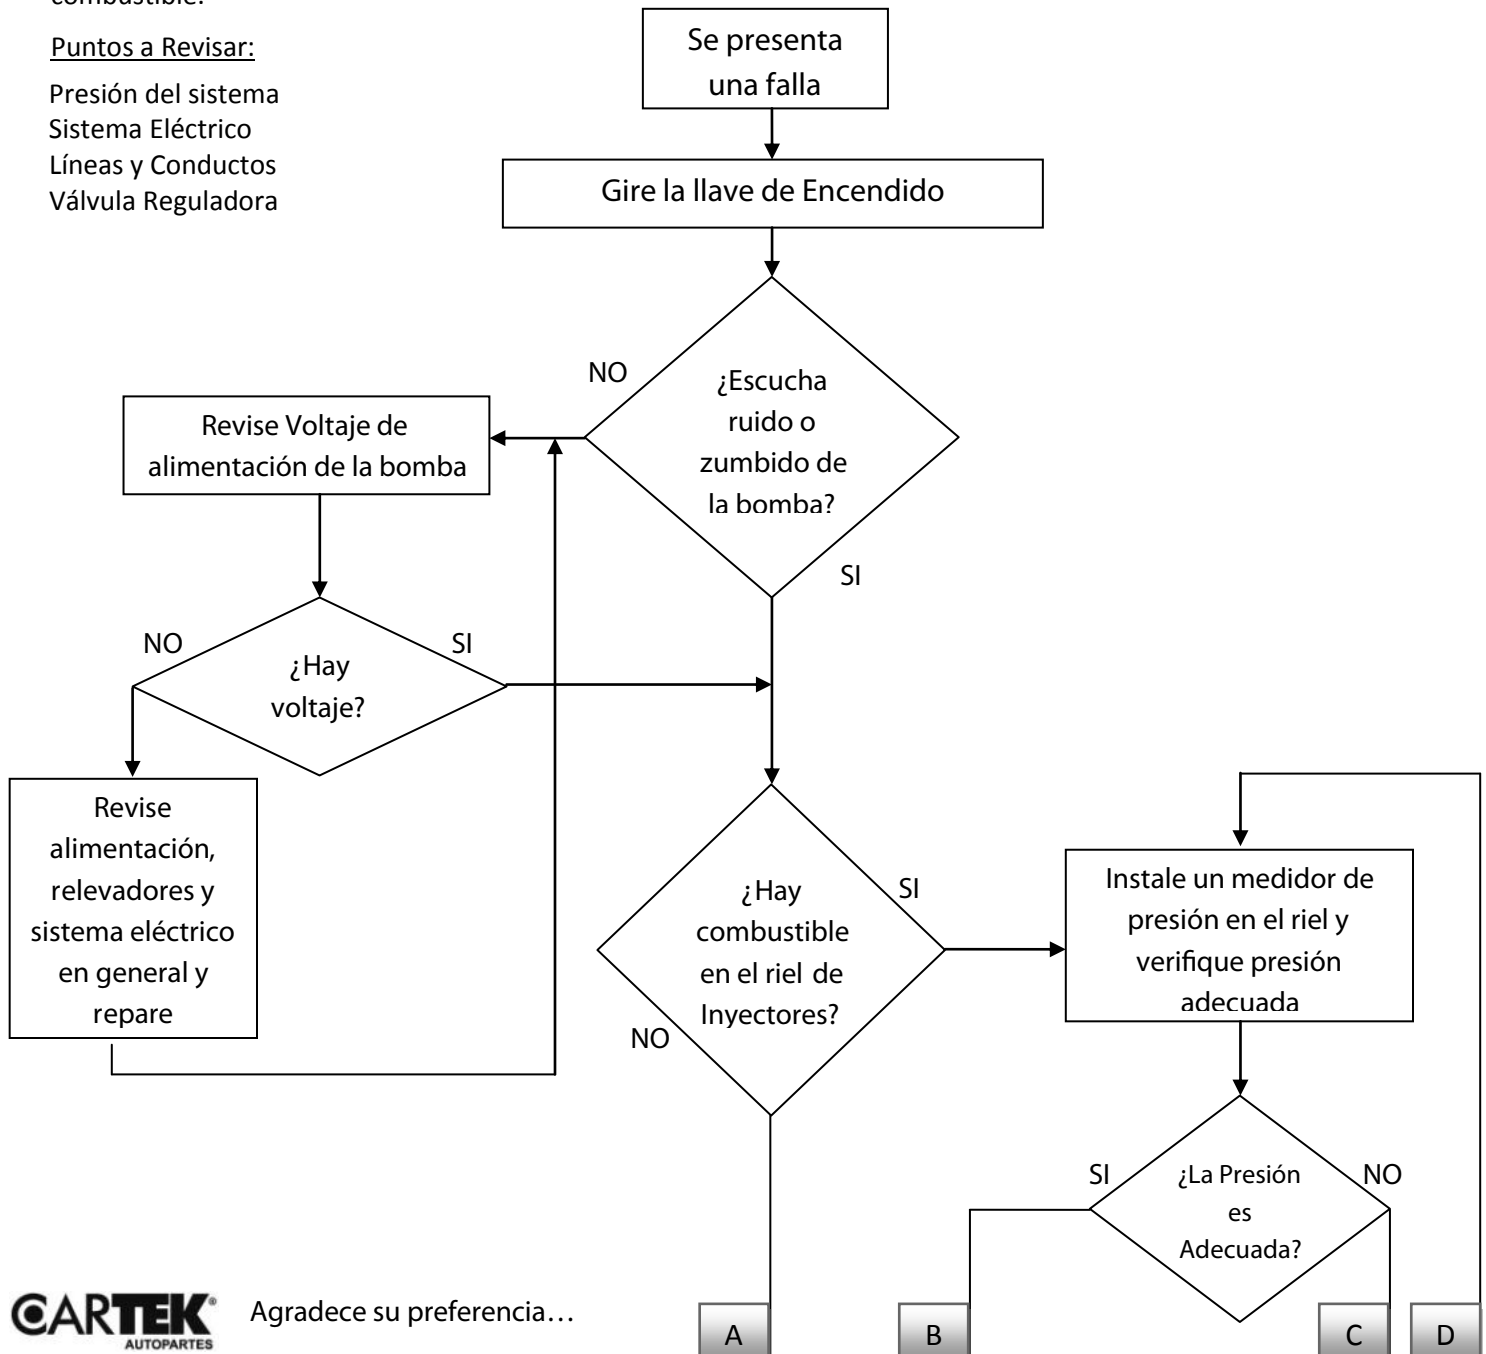 combustible.
Puntos a Revisar:
Presión del sistema
Sistema Eléctrico
Líneas y Conductos
Válvula Reguladora
Se presenta
una falla
Gire la llave de Encendido
NO
¿Escucha
ruido o
zumbido de
la bomba?
SI
Revise Voltaje de
alimentación de la bomba
NO
SI
¿Hay
voltaje?
Revise
alimentación,
relevadores y
sistema eléctrico
en general y
repare
¿Hay
combustible
en el riel de
Inyectores?
SI
NO
Instale un medidor de
presión en el riel y
verifique presión
adecuada
SI
¿La Presión
es
Adecuada?
NO
CARTEK®
AUTOPARTES
Agradece su preferencia…
A
B
C
D